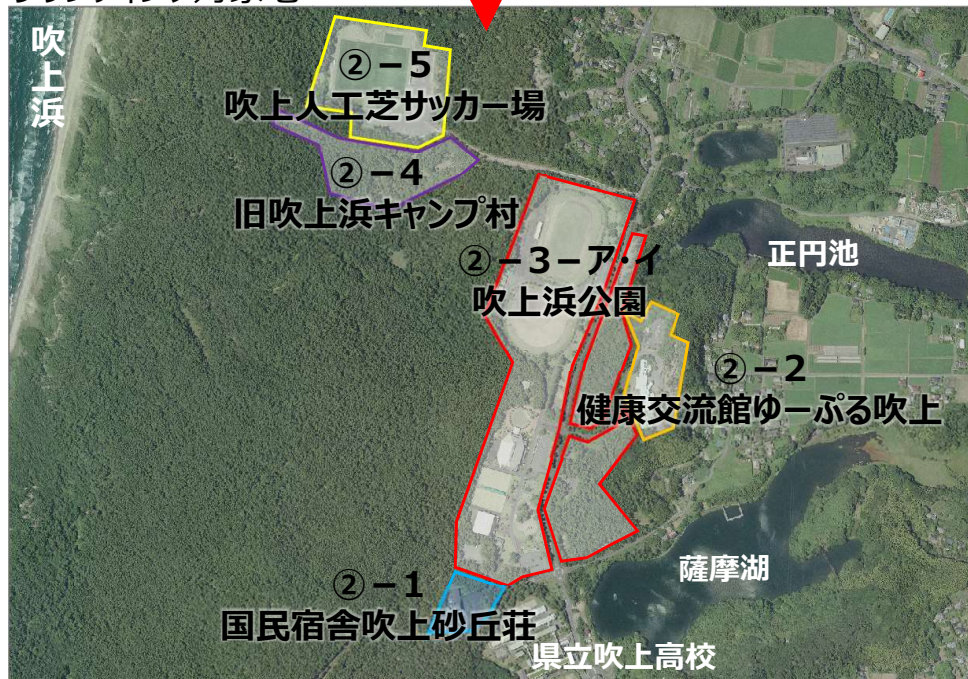 吹上浜
②－５
吹上人工芝サッカー場
②－４
旧吹上浜キャンプ村
②－３－ア・イ
吹上浜公園
正円池
②－２
健康交流館ゆーぷる吹上
薩摩湖
②－１
国民宿舎吹上砂丘荘
県立吹上高校